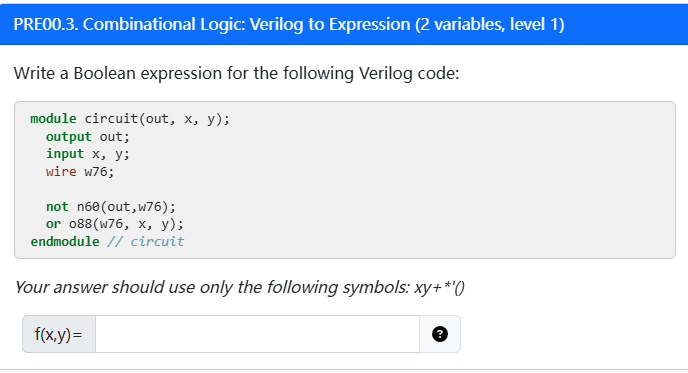 PRE00.3. Combinational Logic: Verilog to Expression (2 variables, level 1)
Write a Boolean expression for the following Verilog code:
module circuit(out, x, y);
output out;
input x, y;
wire w76;
not n60(out,w76);
or o88(w76, x, y);
endmodule // circuit
Your answer should use only the following symbols: xy+*'()
f(x,y)=
?